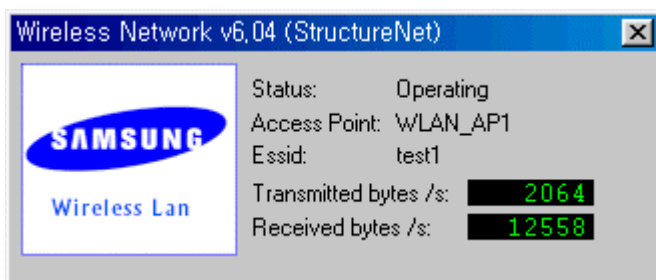 Wireless Network v6,04 (StructureNet)
SAMSUNG
Wireless Lan
Status: Operating
Access Point: WLAN_AP1
Essid: test1
Transmitted bytes /s: 2064
Received bytes /s: 12558